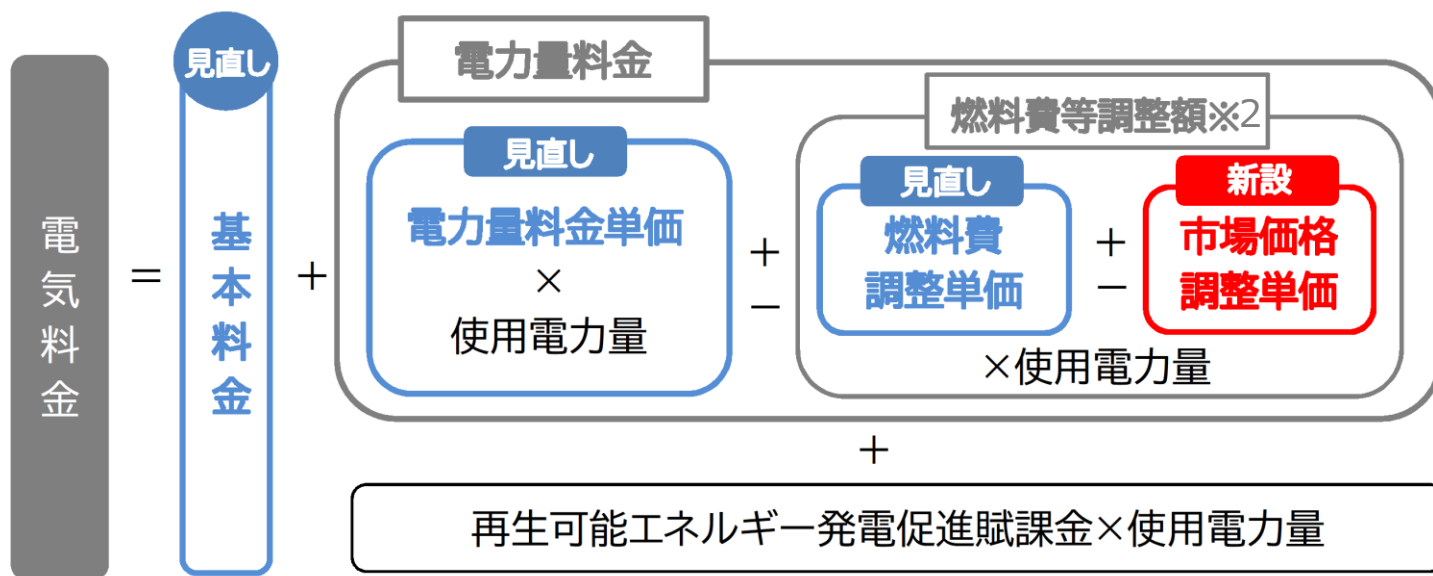 電気料金
=
見直し
基本料金
+
電力量料金
見直し
電力量料金単価
×
使用電力量
+
−
燃料費等調整額※2
見直し
燃料費
調整単価
+
−
新設
市場価格
調整単価
×使用電力量
+
再生可能エネルギー発電促進賦課金×使用電力量